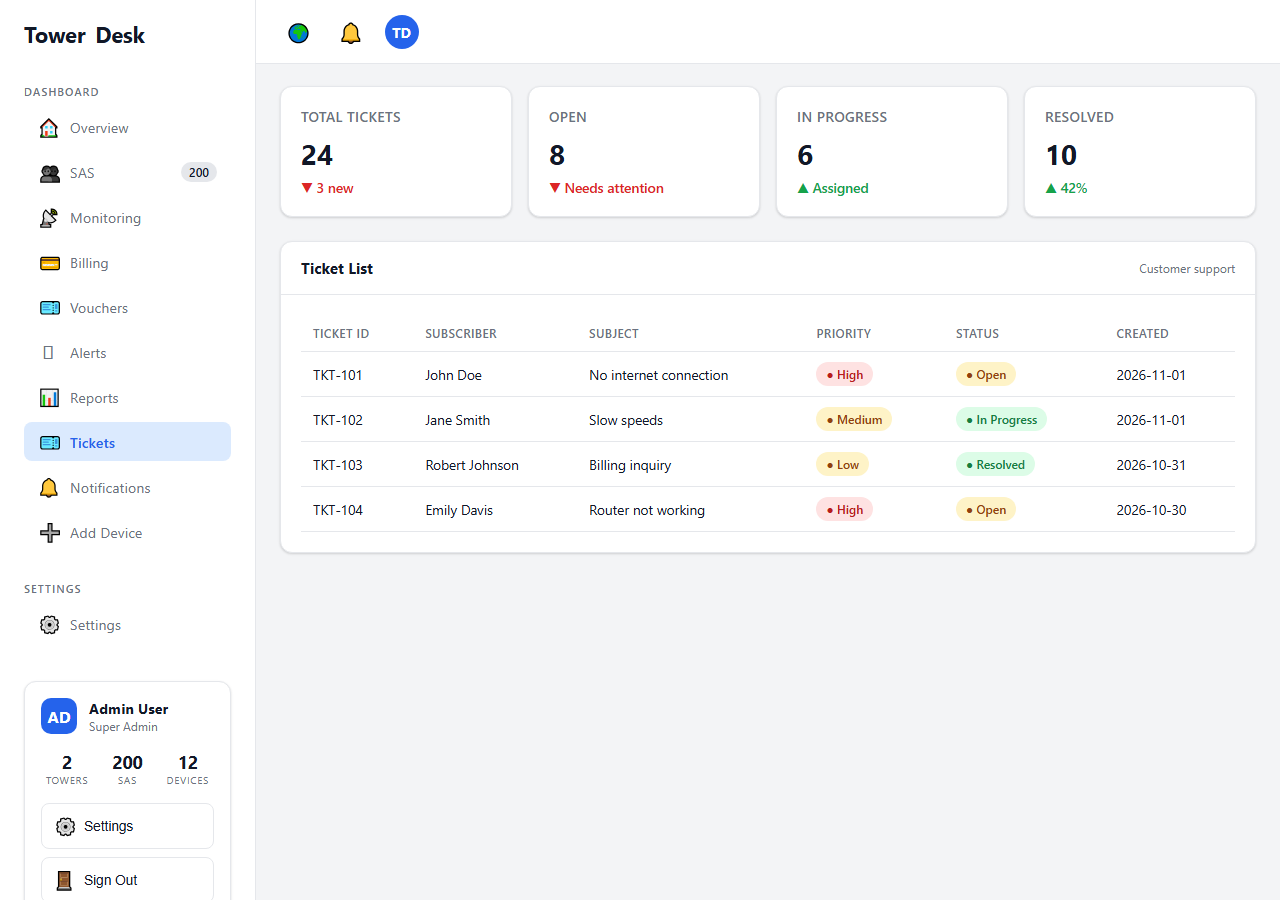 Tower Desk
DASHBOARD
Overview
SAS 200
Monitoring
Billing
Vouchers
Alerts
Reports
Tickets
Notifications
Add Device
SETTINGS
Settings
AD Admin User
Super Admin
2 200 12
TOWERS SAS DEVICES
Settings
Sign Out
TD
TOTAL TICKETS
24
▼ 3 new
OPEN
8
▼ Needs attention
IN PROGRESS
6
▲ Assigned
RESOLVED
10
▲ 42%
Ticket List Customer support
TICKET ID SUBSCRIBER SUBJECT PRIORITY STATUS CREATED
TKT-101 John Doe No internet connection ● High ● Open 2026-11-01
TKT-102 Jane Smith Slow speeds ● Medium ● In Progress 2026-11-01
TKT-103 Robert Johnson Billing inquiry ● Low ● Resolved 2026-10-31
TKT-104 Emily Davis Router not working ● High ● Open 2026-10-30